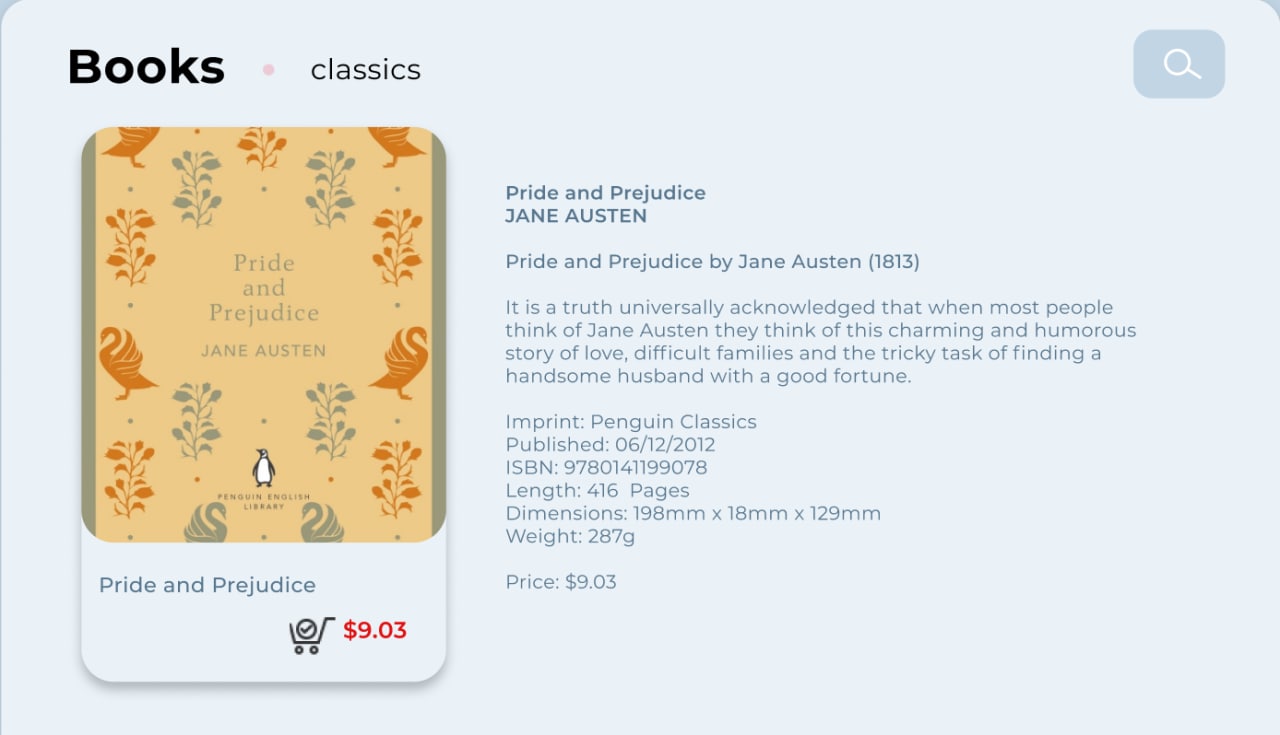 Books • classics
Pride
and
Prejudice
JANE AUSTEN
PENGUIN ENGLISH
LIBRARY
Pride and Prejudice
$9.03
Pride and Prejudice
JANE AUSTEN
Pride and Prejudice by Jane Austen (1813)
It is a truth universally acknowledged that when most people
think of Jane Austen they think of this charming and humorous
story of love, difficult families and the tricky task of finding a
handsome husband with a good fortune.
Imprint: Penguin Classics
Published: 06/12/2012
ISBN: 9780141199078
Length: 416  Pages
Dimensions: 198mm x 18mm x 129mm
Weight: 287g
Price: $9.03